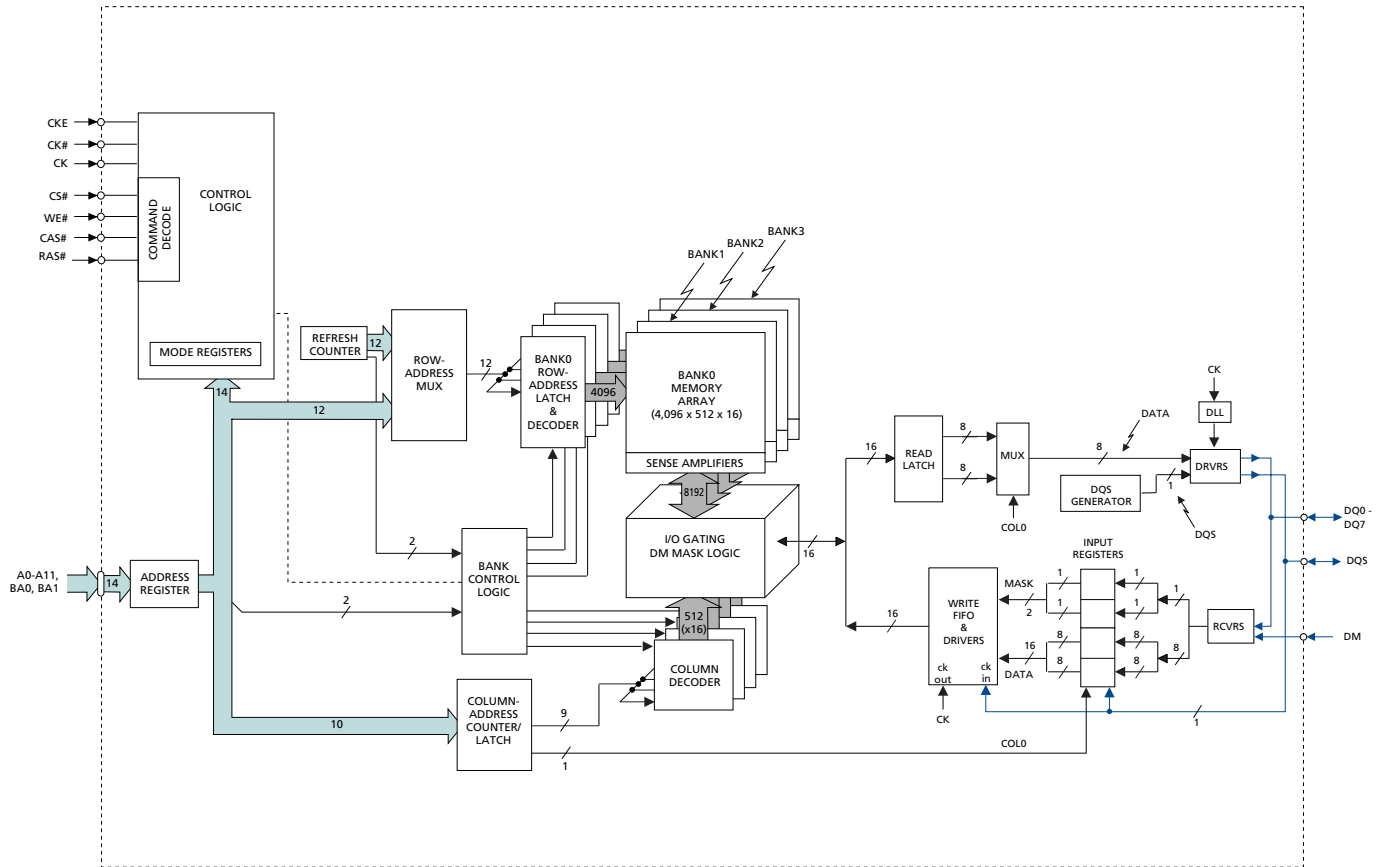 CKE
CK#
CK
CS#
WE#
CAS#
RAS#
COMMAND
DECODE
CONTROL
LOGIC
MODE REGISTERS
REFRESH
COUNTER
12
14
12
ROW-
ADDRESS
MUX
12
BANK0
ROW-
ADDRESS
LATCH
&
DECODER
4096
BANK1
BANK2
BANK3
BANK0
MEMORY
ARRAY
(4,096 x 512 x 16)
SENSE AMPLIFIERS
8192
I/O GATING
DM MASK LOGIC
16
16
READ
LATCH
8
8
MUX
COL0
8
DATA
CK
DLL
DRVRS
DQS
GENERATOR
1
DQS
DQ0 -
DQ7
DQS
DM
A0-A11,
BA0, BA1
14
ADDRESS
REGISTER
2
2
BANK
CONTROL
LOGIC
512
(x16)
COLUMN
DECODER
10
COLUMN-
ADDRESS
COUNTER/
LATCH
9
1
COL0
16
WRITE
FIFO
&
DRIVERS
ck
out
ck
in
CK
MASK
2
16
DATA
INPUT
REGISTERS
1
1
8
8
1
1
8
8
1
8
RCVRS
1